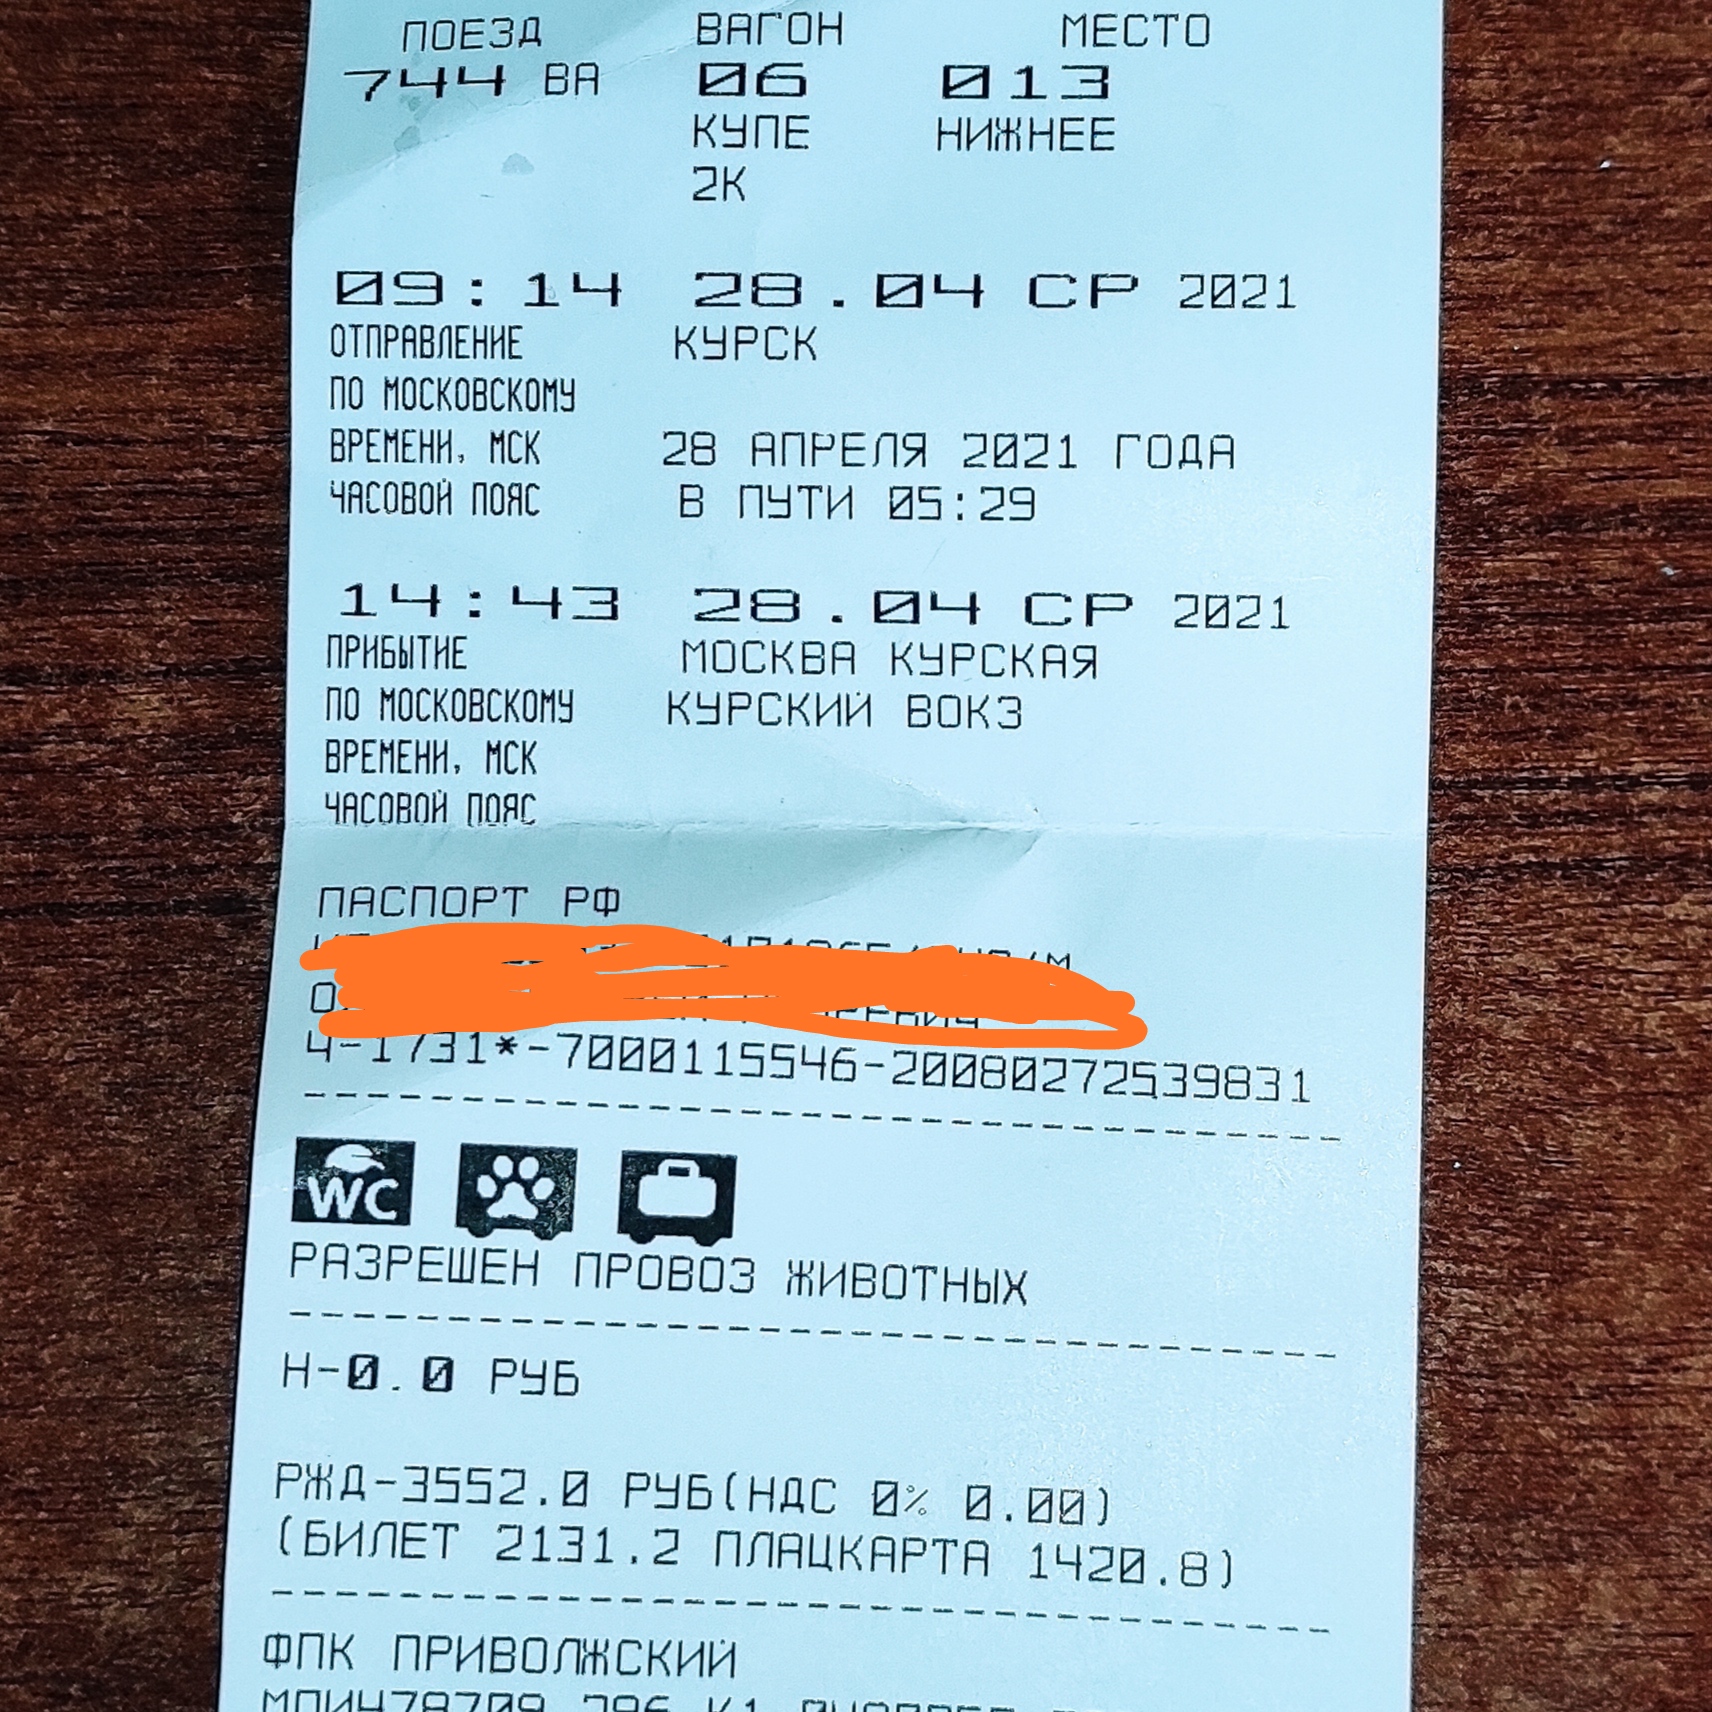 ПОЕЗД ВАГОН МЕСТО
744 ВА 06 013
КУПЕ НИЖНЕЕ
2К
09:14 28.04 СР 2021
ОТПРАВЛЕНИЕ КУРСК
ПО МОСКОВСКОМУ
ВРЕМЕНИ, МСК 28 АПРЕЛЯ 2021 ГОДА
ЧАСОВОЙ ПОЯС В ПУТИ 05:29
14:43 28.04 СР 2021
ПРИБЫТИЕ МОСКВА КУРСКАЯ
ПО МОСКОВСКОМУ КУРСКИЙ ВОКЗ
ВРЕМЕНИ, МСК
ЧАСОВОЙ ПОЯС
ПАСПОРТ РФ
4-1731*-7000115546-20080272539831
WC
РАЗРЕШЕН ПРОВОЗ ЖИВОТНЫХ
Н-0.0 РУБ
РЖД-3552.0 РУБ(НДС 0% 0.00)
(БИЛЕТ 2131.2 ПЛАЦКАРТА 1420.8)
ФПК ПРИВОЛЖСКИЙ